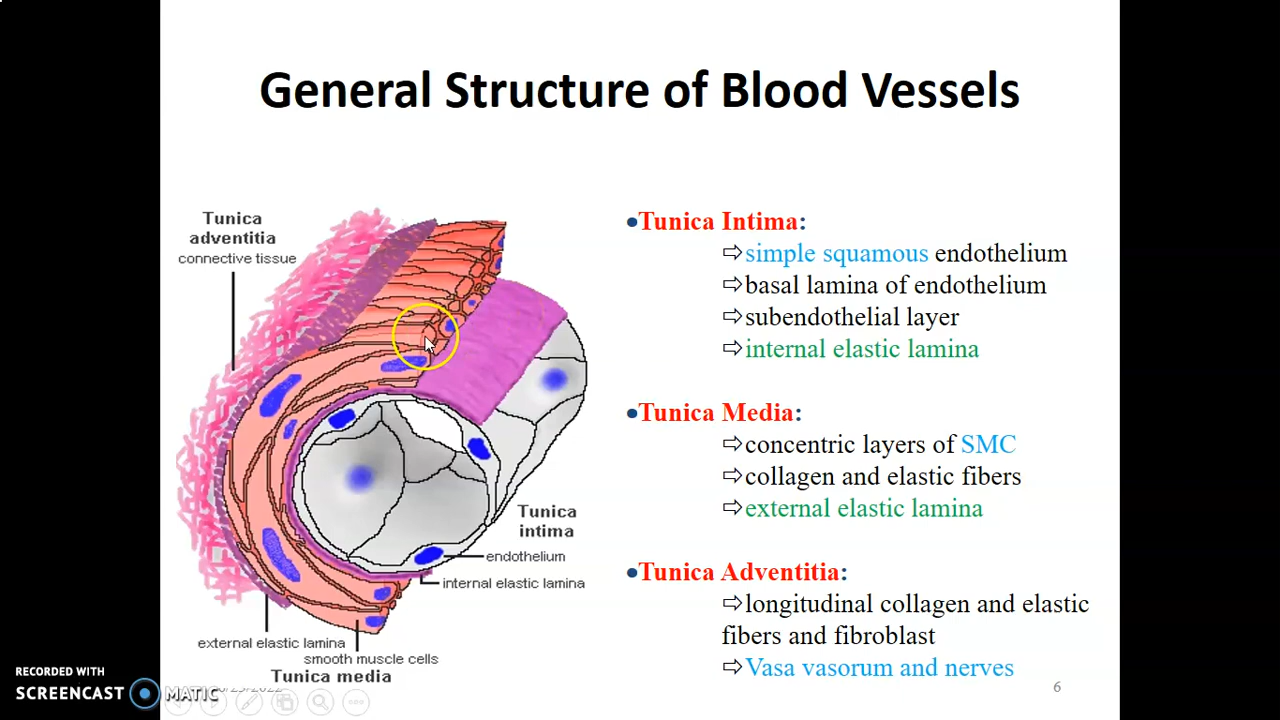 General Structure of Blood Vessels
Tunica
adventitia
connective tissue
Tunica
intima
endothelium
internal elastic lamina
external elastic lamina
smooth muscle cells
Tunica media
•Tunica Intima:
⇨simple squamous endothelium
⇨basal lamina of endothelium
⇨subendothelial layer
⇨internal elastic lamina
•Tunica Media:
⇨concentric layers of SMC
⇨collagen and elastic fibers
⇨external elastic lamina
•Tunica Adventitia:
⇨longitudinal collagen and elastic
fibers and fibroblast
⇨Vasa vasorum and nerves
6
RECORDED WITH
SCREENCAST MATIC